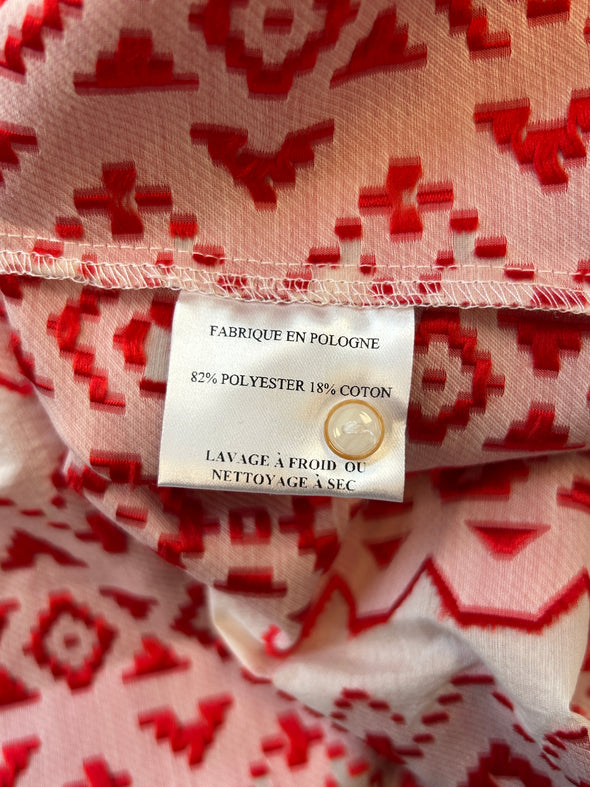 FABRIQUE EN POLOGNE
82% POLYESTER 18% COTON
LAVAGE À FROID OU
NETTOYAGE À SEC